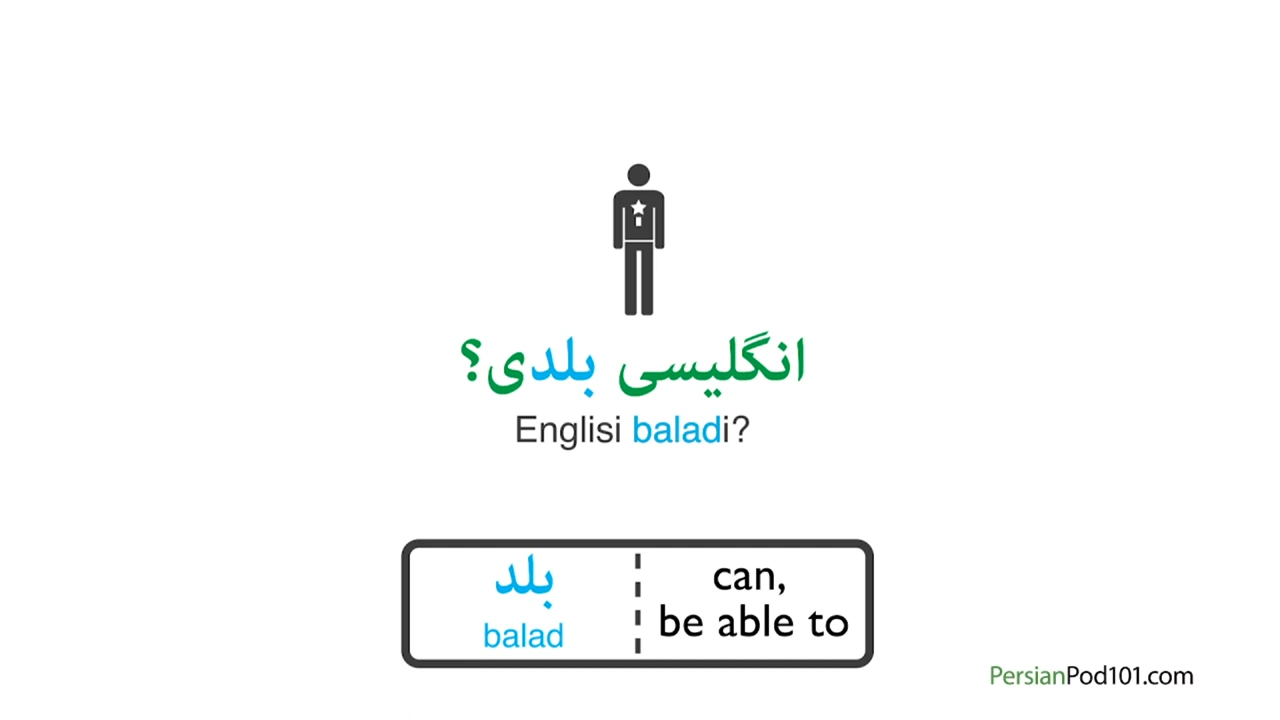 انگلیسی بلدی؟
Englisi baladi?
بلد
balad
can,
be able to
PersianPod101.com